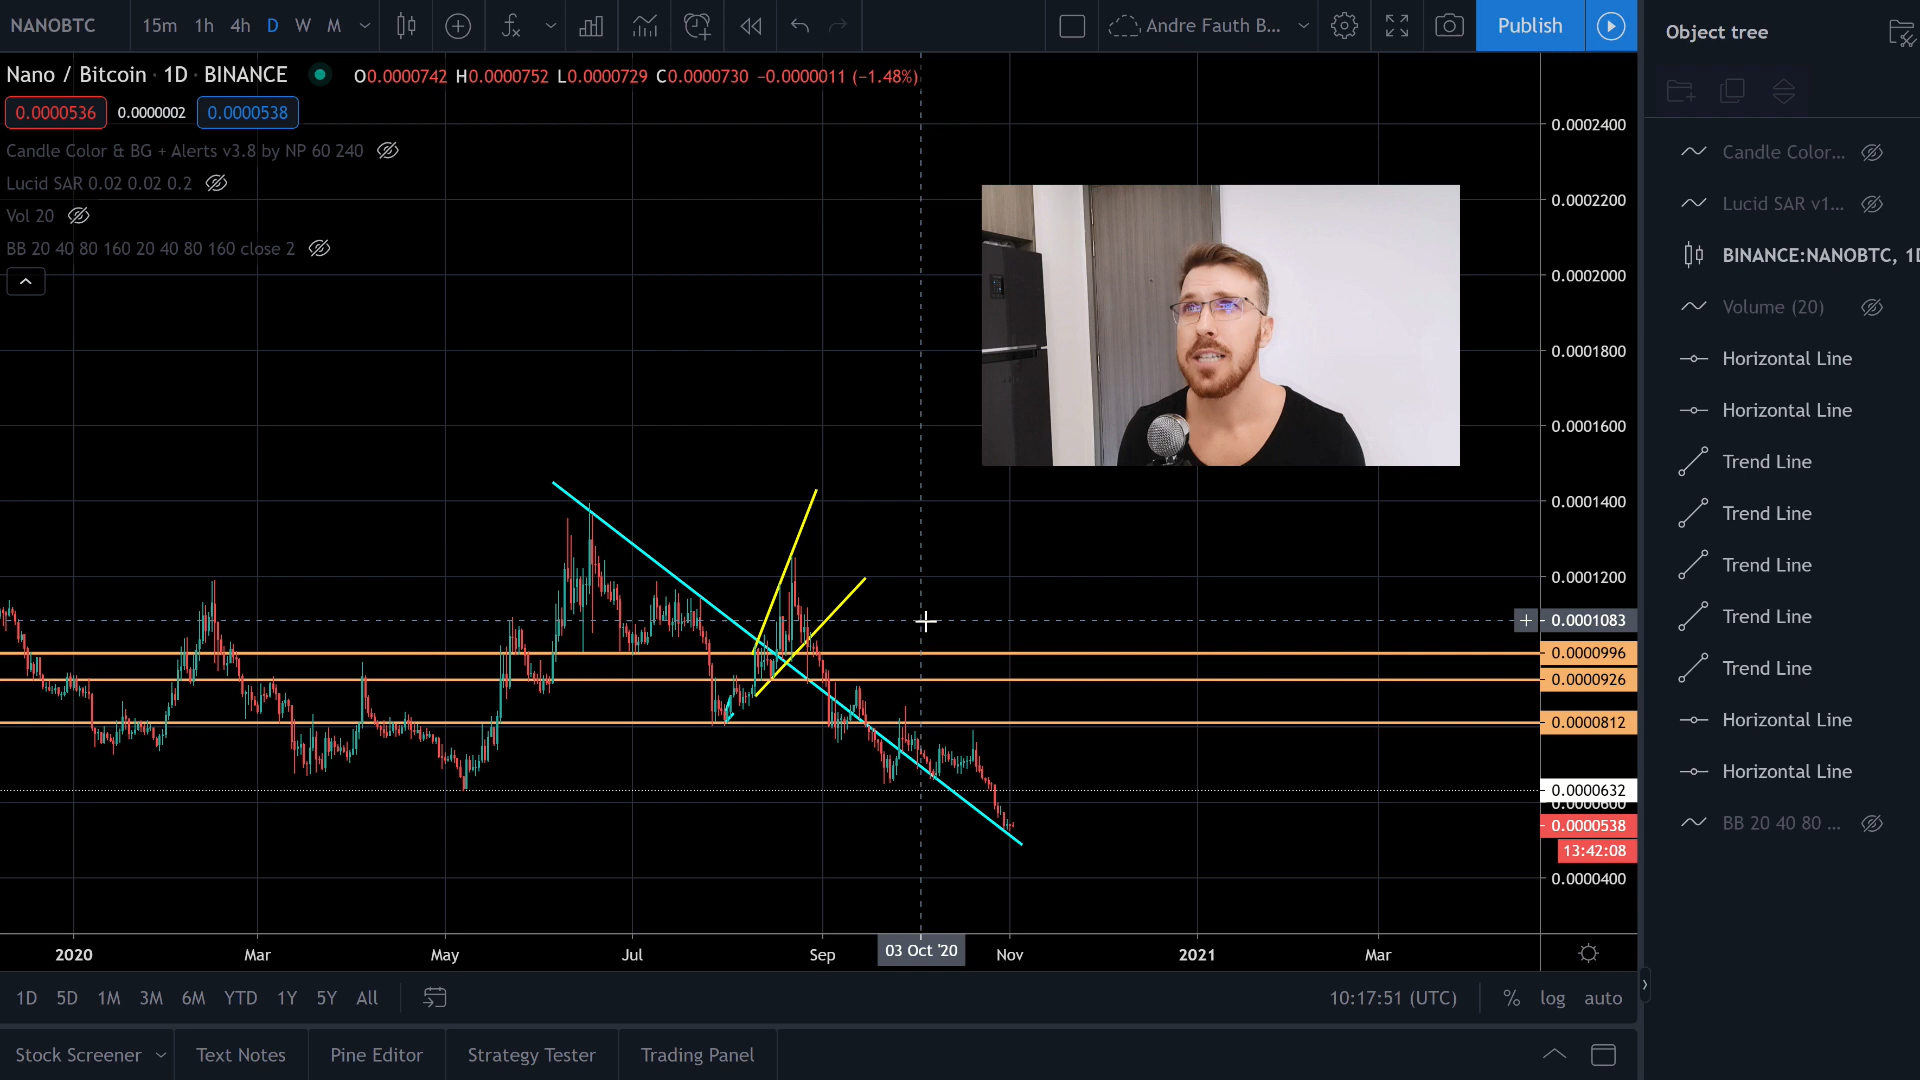 NANOBTC 15m 1h 4h D W M Andre Fauth B... Publish
Object tree
Nano / Bitcoin · 1D · BINANCE O0.0000742 H0.0000752 L0.0000729 C0.0000730 −0.0000011 (−1.48%)
0.0000536 0.0000002 0.0000538
Candle Color & BG + Alerts v3.8 by NP 60 240
Lucid SAR 0.02 0.02 0.2
Vol 20
BB 20 40 80 160 20 40 80 160 close 2
0.0002400
0.0002200
0.0002000
0.0001800
0.0001600
0.0001400
0.0001200
0.0001083
0.0000996
0.0000926
0.0000812
0.0000632
0.0000600
0.0000538
13:42:08
0.0000400
Candle Color...
Lucid SAR v1...
BINANCE:NANOBTC, 1D
Volume (20)
Horizontal Line
Horizontal Line
Trend Line
Trend Line
Trend Line
Trend Line
Trend Line
Horizontal Line
Horizontal Line
BB 20 40 80 ...
2020 Mar May Jul Sep 03 Oct '20 Nov 2021 Mar
1D 5D 1M 3M 6M YTD 1Y 5Y All 10:17:51 (UTC) % log auto
Stock Screener Text Notes Pine Editor Strategy Tester Trading Panel